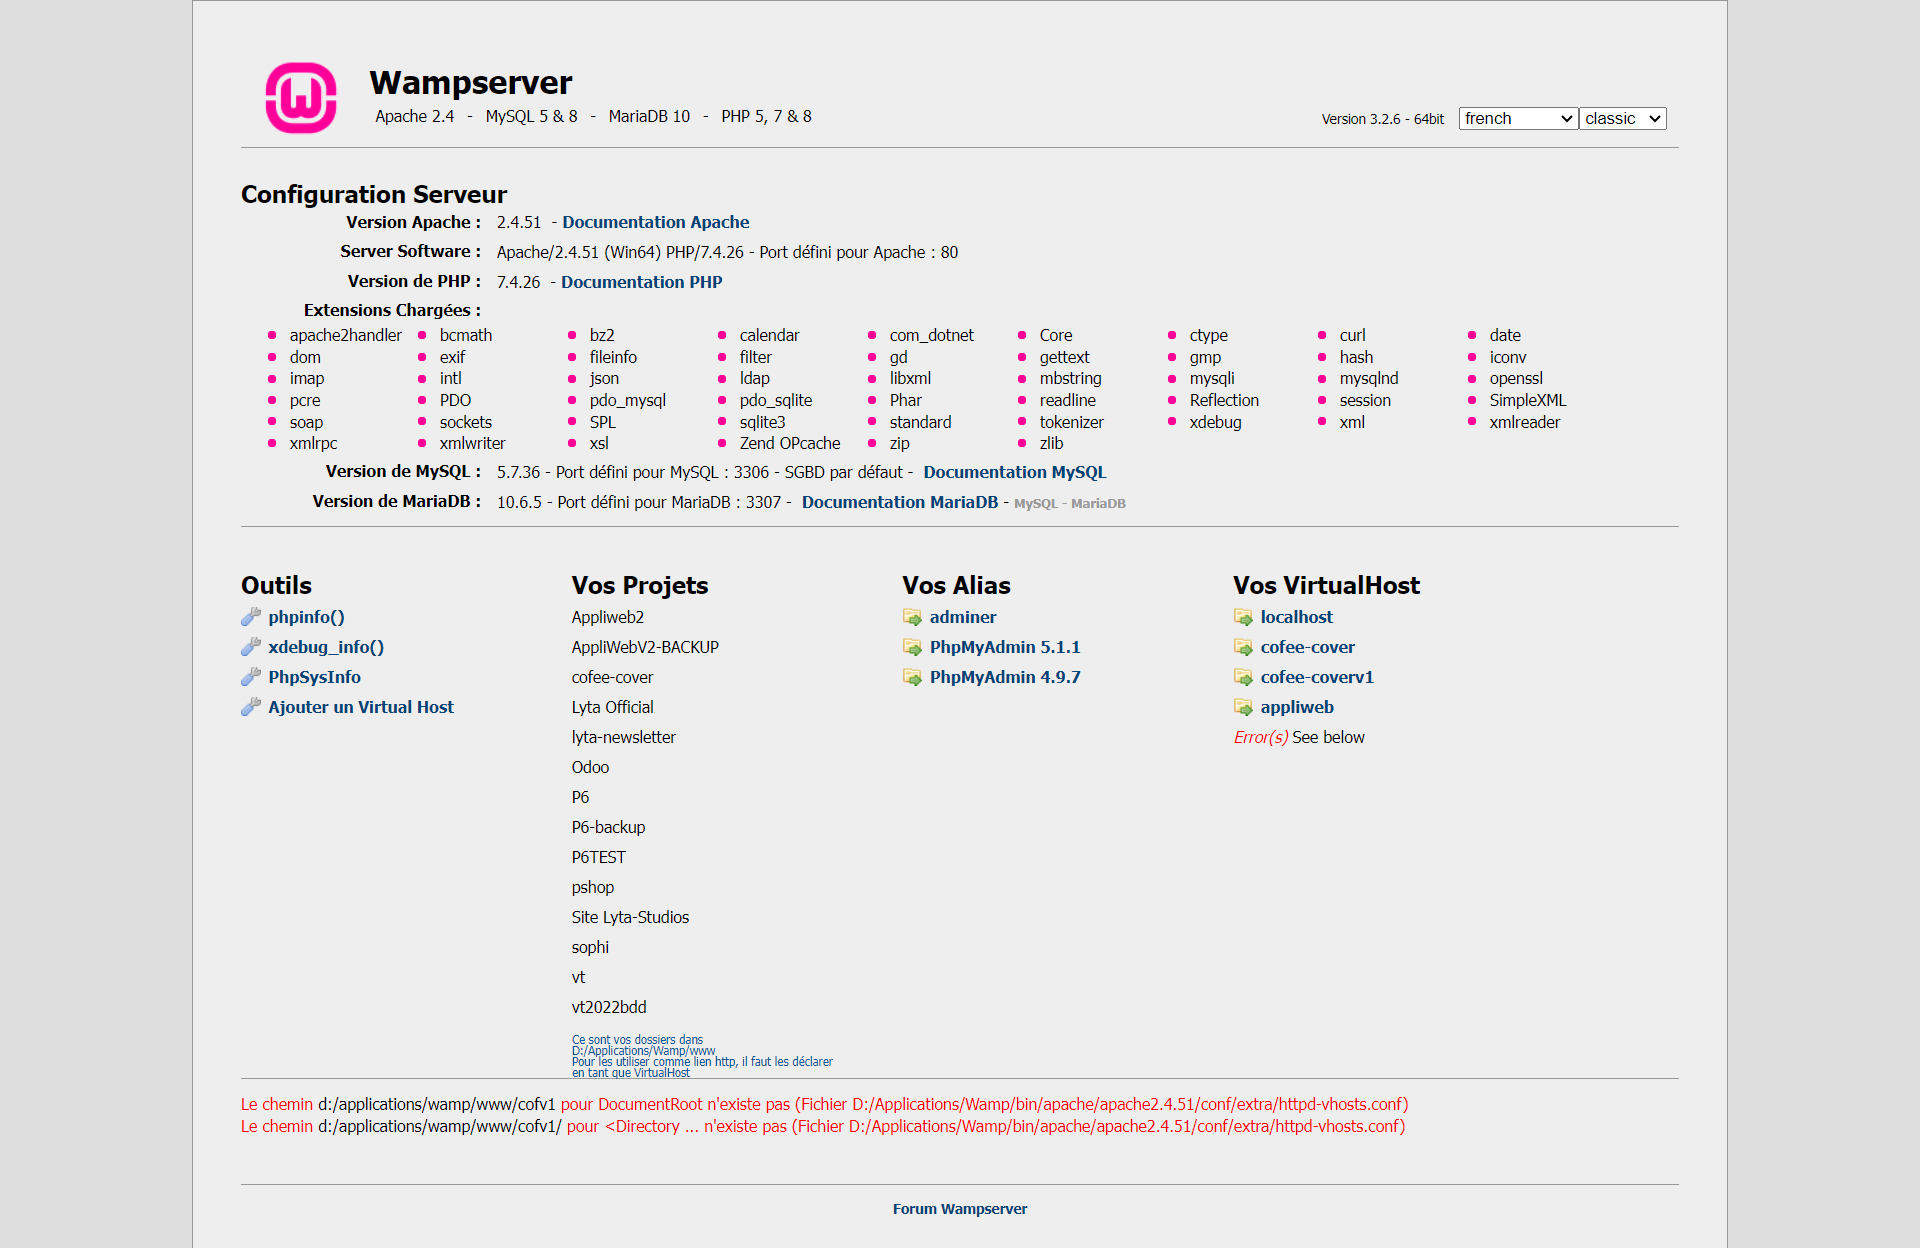 Wampserver
Apache 2.4 - MySQL 5 & 8 - MariaDB 10 - PHP 5, 7 & 8
Version 3.2.6 - 64bit french classic
Configuration Serveur
Version Apache : 2.4.51 - Documentation Apache
Server Software : Apache/2.4.51 (Win64) PHP/7.4.26 - Port défini pour Apache : 80
Version de PHP : 7.4.26 - Documentation PHP
Extensions Chargées :
apache2handler bcmath bz2 calendar com_dotnet Core ctype curl date
dom exif fileinfo filter gd gettext gmp hash iconv
imap intl json ldap libxml mbstring mysqli mysqlnd openssl
pcre PDO pdo_mysql pdo_sqlite Phar readline Reflection session SimpleXML
soap sockets SPL sqlite3 standard tokenizer xdebug xml xmlreader
xmlrpc xmlwriter xsl Zend OPcache zip zlib
Version de MySQL : 5.7.36 - Port défini pour MySQL : 3306 - SGBD par défaut - Documentation MySQL
Version de MariaDB : 10.6.5 - Port défini pour MariaDB : 3307 - Documentation MariaDB - MySQL - MariaDB
Outils
phpinfo()
xdebug_info()
PhpSysInfo
Ajouter un Virtual Host
Vos Projets
Appliweb2
AppliWebV2-BACKUP
cofee-cover
Lyta Official
lyta-newsletter
Odoo
P6
P6-backup
P6TEST
pshop
Site Lyta-Studios
sophi
vt
vt2022bdd
Ce sont vos dossiers dans
D:/Applications/Wamp/www
Pour les utiliser comme lien http, il faut les déclarer
en tant que VirtualHost
Vos Alias
adminer
PhpMyAdmin 5.1.1
PhpMyAdmin 4.9.7
Vos VirtualHost
localhost
cofee-cover
cofee-coverv1
appliweb
Error(s) See below
Le chemin d:/applications/wamp/www/cofv1 pour DocumentRoot n'existe pas (Fichier D:/Applications/Wamp/bin/apache/apache2.4.51/conf/extra/httpd-vhosts.conf)
Le chemin d:/applications/wamp/www/cofv1/ pour <Directory ... n'existe pas (Fichier D:/Applications/Wamp/bin/apache/apache2.4.51/conf/extra/httpd-vhosts.conf)
Forum Wampserver